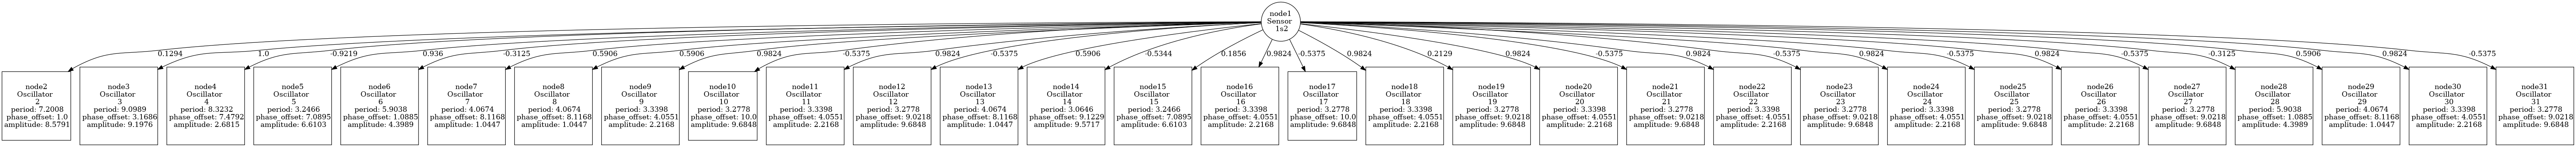 node1
Sensor
1s2
0.1294
1.0
-0.9219
0.936
-0.3125
0.5906
0.5906
0.9824
-0.5375
0.9824
-0.5375
0.5906
-0.5344
0.1856
0.9824
-0.5375
0.9824
-0.2129
0.9824
-0.5375
0.9824
-0.5375
0.9824
-0.5375
0.9824
-0.5375
-0.3125
0.5906
0.9824
-0.5375
node2
Oscillator
2
period: 7.2008
phase_offset: 1.0
amplitude: 8.5791
node3
Oscillator
3
period: 9.0989
phase_offset: 3.1686
amplitude: 9.1976
node4
Oscillator
4
period: 8.3232
phase_offset: 7.4792
amplitude: 2.6815
node5
Oscillator
5
period: 3.2466
phase_offset: 7.0895
amplitude: 6.6103
node6
Oscillator
6
period: 5.9038
phase_offset: 1.0885
amplitude: 4.3989
node7
Oscillator
7
period: 4.0674
phase_offset: 8.1168
amplitude: 1.0447
node8
Oscillator
8
period: 4.0674
phase_offset: 8.1168
amplitude: 1.0447
node9
Oscillator
9
period: 3.3398
phase_offset: 4.0551
amplitude: 2.2168
node10
Oscillator
10
period: 3.2778
phase_offset: 10.0
amplitude: 9.6848
node11
Oscillator
11
period: 3.3398
phase_offset: 4.0551
amplitude: 2.2168
node12
Oscillator
12
period: 3.2778
phase_offset: 9.0218
amplitude: 9.6848
node13
Oscillator
13
period: 4.0674
phase_offset: 8.1168
amplitude: 1.0447
node14
Oscillator
14
period: 3.0646
phase_offset: 9.1229
amplitude: 9.5717
node15
Oscillator
15
period: 3.2466
phase_offset: 7.0895
amplitude: 6.6103
node16
Oscillator
16
period: 3.3398
phase_offset: 4.0551
amplitude: 2.2168
node17
Oscillator
17
period: 3.2778
phase_offset: 10.0
amplitude: 9.6848
node18
Oscillator
18
period: 3.3398
phase_offset: 4.0551
amplitude: 2.2168
node19
Oscillator
19
period: 3.2778
phase_offset: 9.0218
amplitude: 9.6848
node20
Oscillator
20
period: 3.3398
phase_offset: 4.0551
amplitude: 2.2168
node21
Oscillator
21
period: 3.2778
phase_offset: 9.0218
amplitude: 9.6848
node22
Oscillator
22
period: 3.3398
phase_offset: 4.0551
amplitude: 2.2168
node23
Oscillator
23
period: 3.2778
phase_offset: 9.0218
amplitude: 9.6848
node24
Oscillator
24
period: 3.3398
phase_offset: 4.0551
amplitude: 2.2168
node25
Oscillator
25
period: 3.2778
phase_offset: 9.0218
amplitude: 9.6848
node26
Oscillator
26
period: 3.3398
phase_offset: 4.0551
amplitude: 2.2168
node27
Oscillator
27
period: 3.2778
phase_offset: 9.0218
amplitude: 9.6848
node28
Oscillator
28
period: 5.9038
phase_offset: 1.0885
amplitude: 4.3989
node29
Oscillator
29
period: 4.0674
phase_offset: 8.1168
amplitude: 1.0447
node30
Oscillator
30
period: 3.3398
phase_offset: 4.0551
amplitude: 2.2168
node31
Oscillator
31
period: 3.2778
phase_offset: 9.0218
amplitude: 9.6848